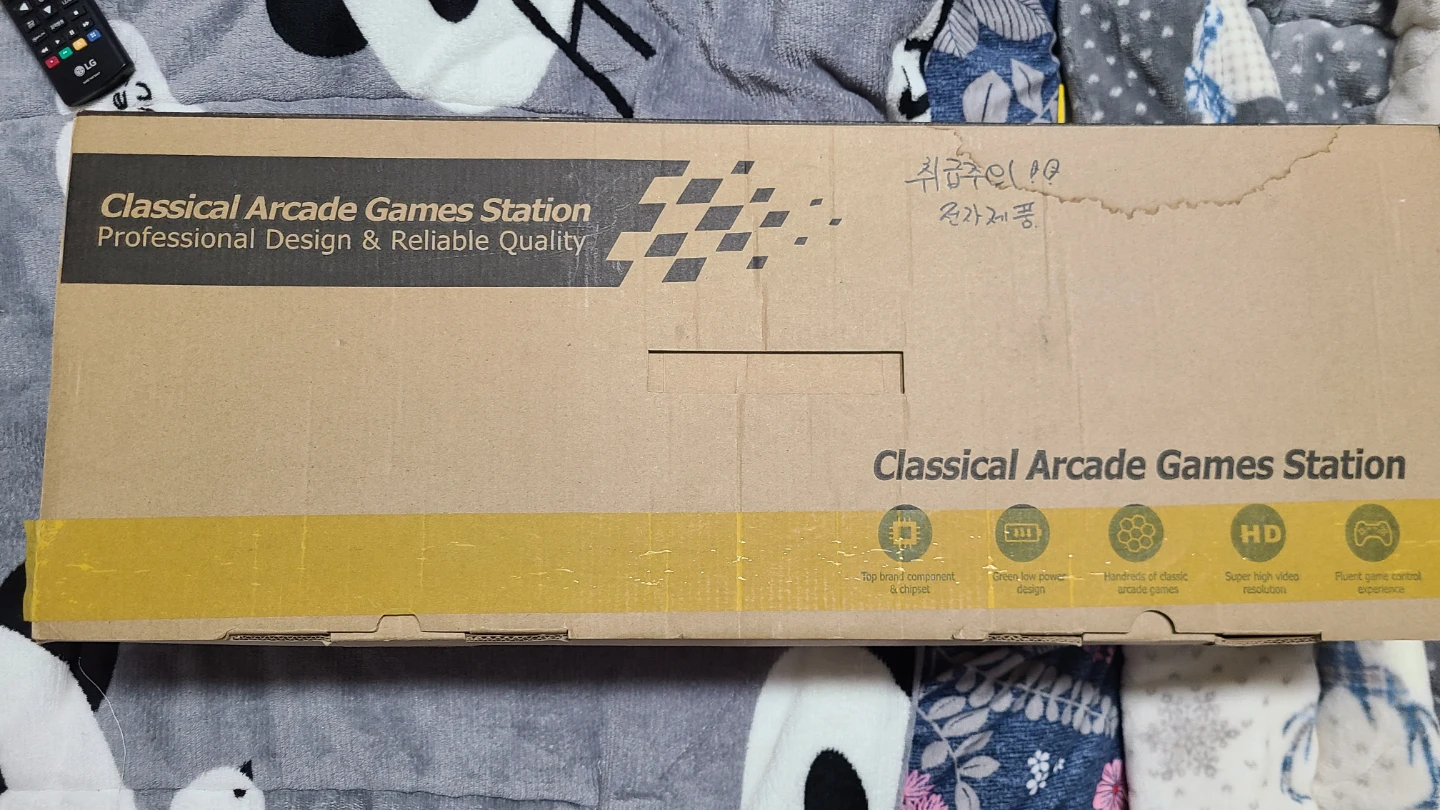 LG
Classical Arcade Games Station
Professional Design & Reliable Quality
취급주의!!
전자제품
Classical Arcade Games Station
HD
Top brand component
& chipset
Green low power
design
Handreds of classic
arcade games
Super high video
resolution
Fluent game control
experience